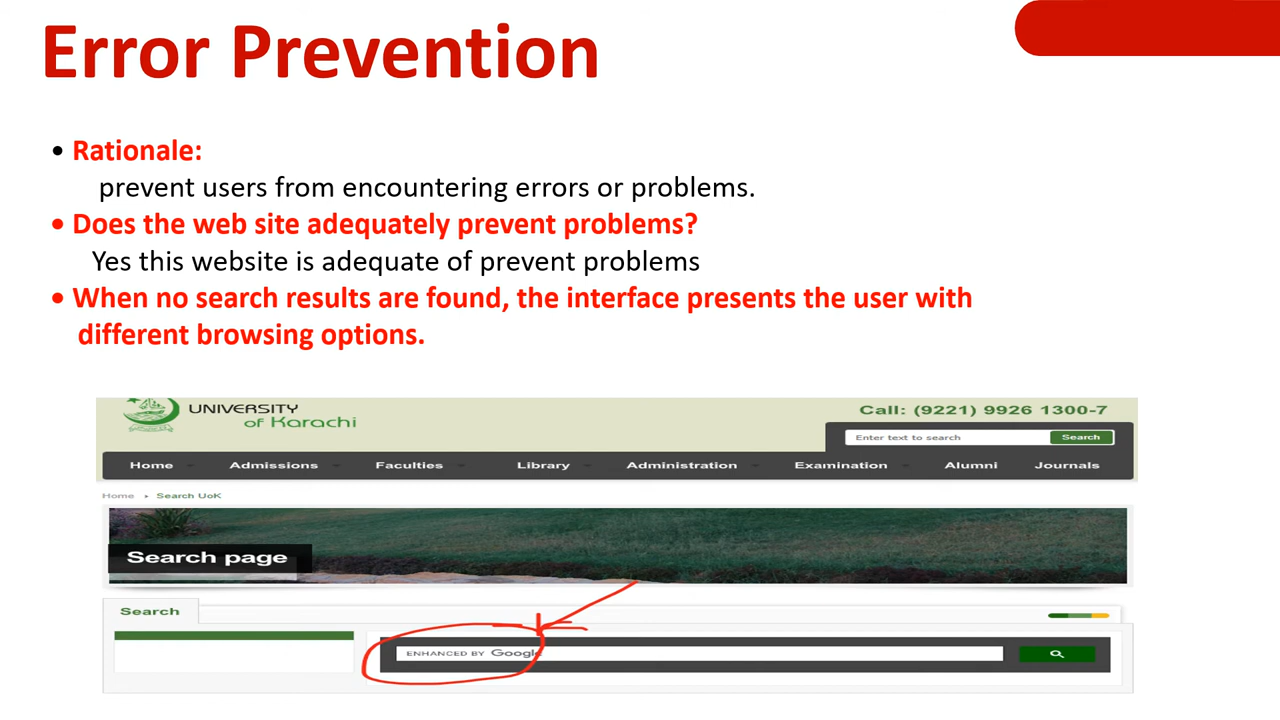 Error Prevention
• Rationale:
prevent users from encountering errors or problems.
• Does the web site adequately prevent problems?
Yes this website is adequate of prevent problems
• When no search results are found, the interface presents the user with
different browsing options.
UNIVERSITY
of Karachi
Call: (9221) 9926 1300-7
Enter text to search Search
Home Admissions Faculties Library Administration Examination Alumni Journals
Home ▸ Search UoK
Search page
Search
ENHANCED BY Google